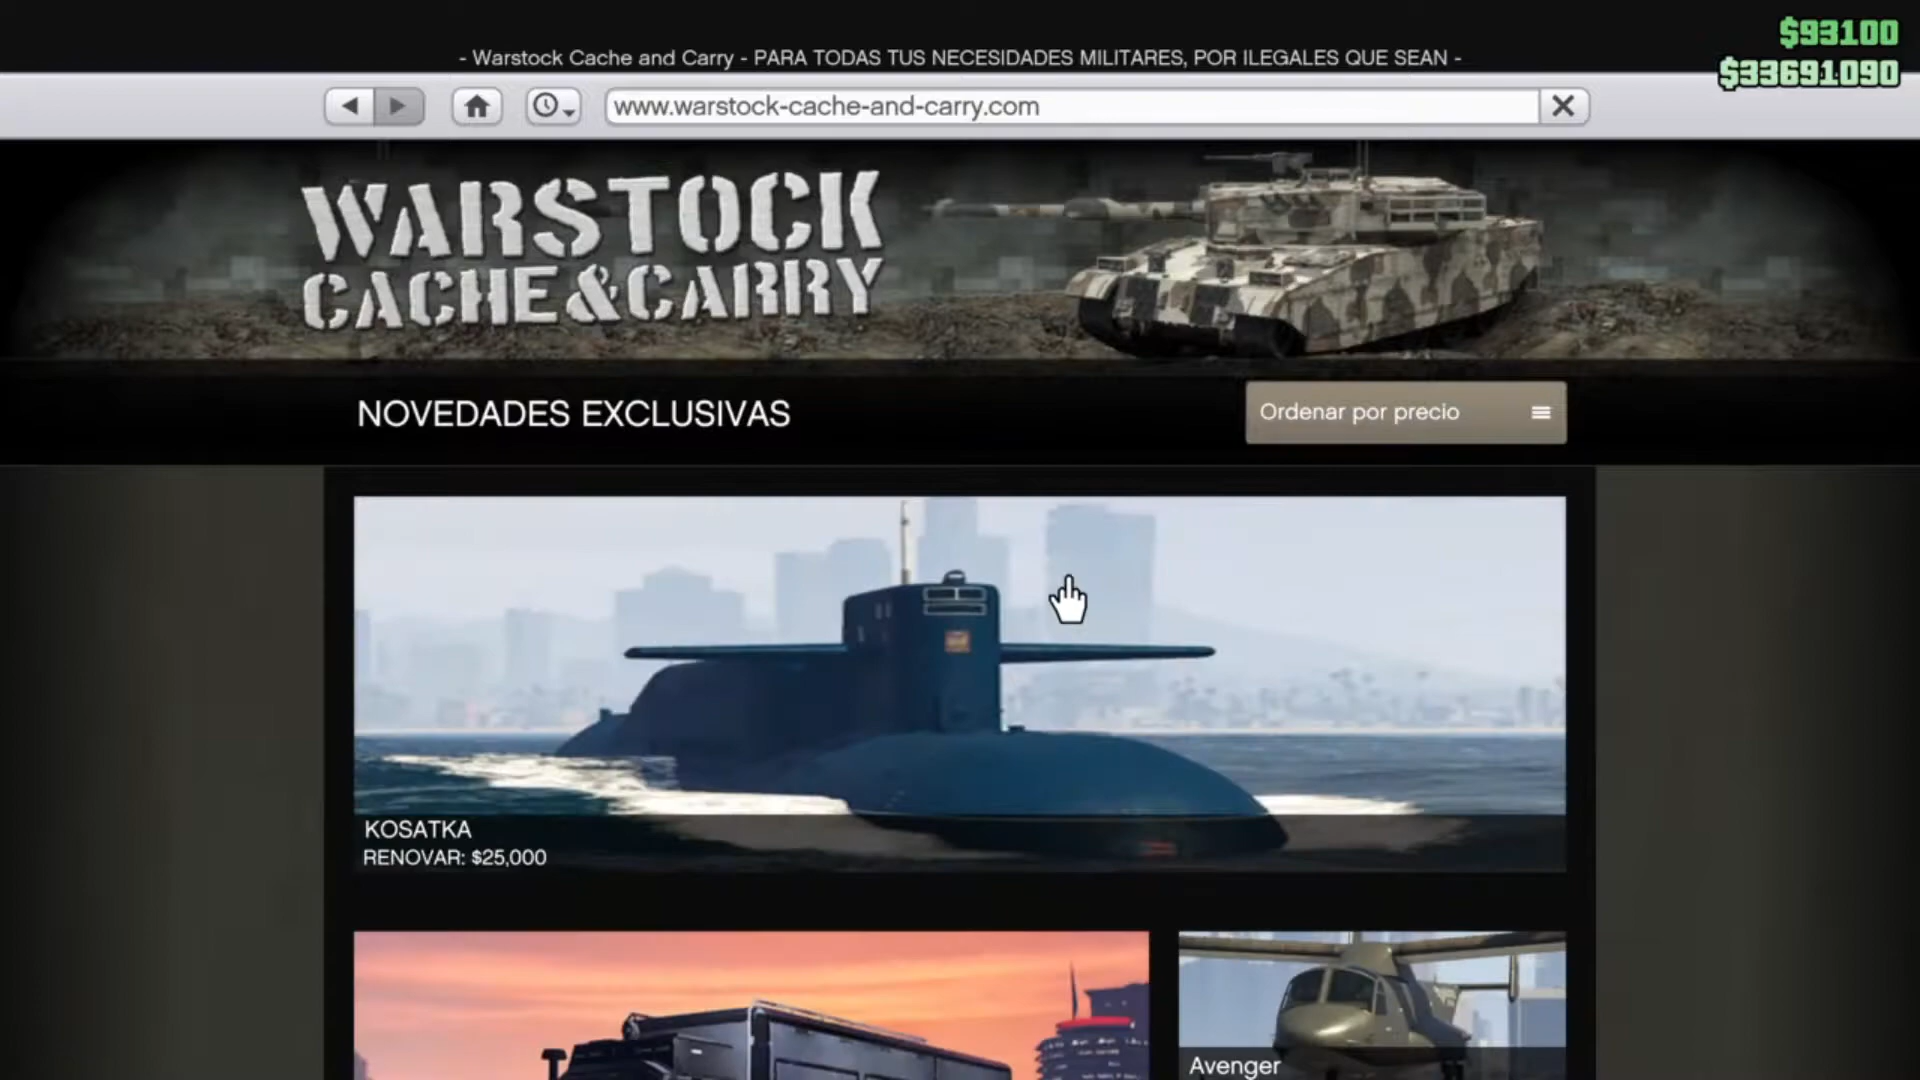 $93100
$33691090
- Warstock Cache and Carry - PARA TODAS TUS NECESIDADES MILITARES, POR ILEGALES QUE SEAN -
www.warstock-cache-and-carry.com
WARSTOCK
CACHE&CARRY
NOVEDADES EXCLUSIVAS
Ordenar por precio
KOSATKA
RENOVAR: $25,000
Avenger